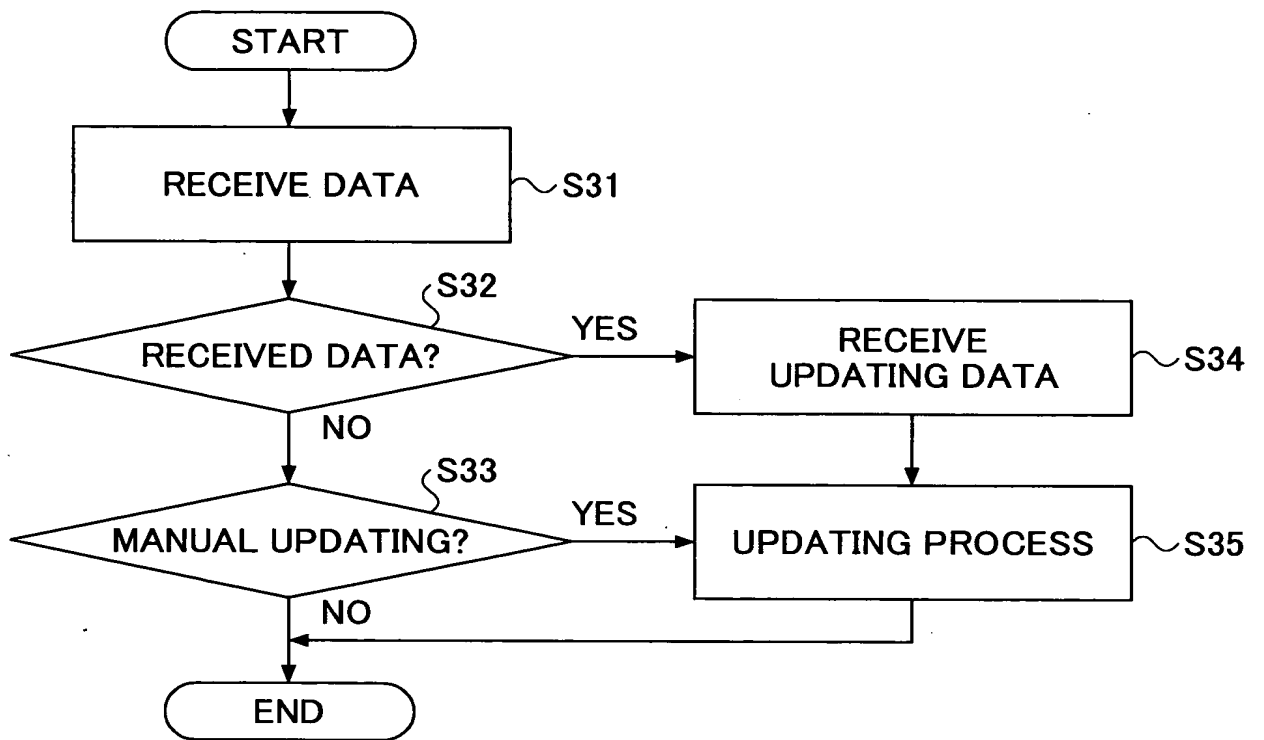 START
RECEIVE DATA
S31
S32
RECEIVED DATA?
YES
RECEIVE
UPDATING DATA
S34
NO
S33
MANUAL UPDATING?
YES
UPDATING PROCESS
S35
NO
END